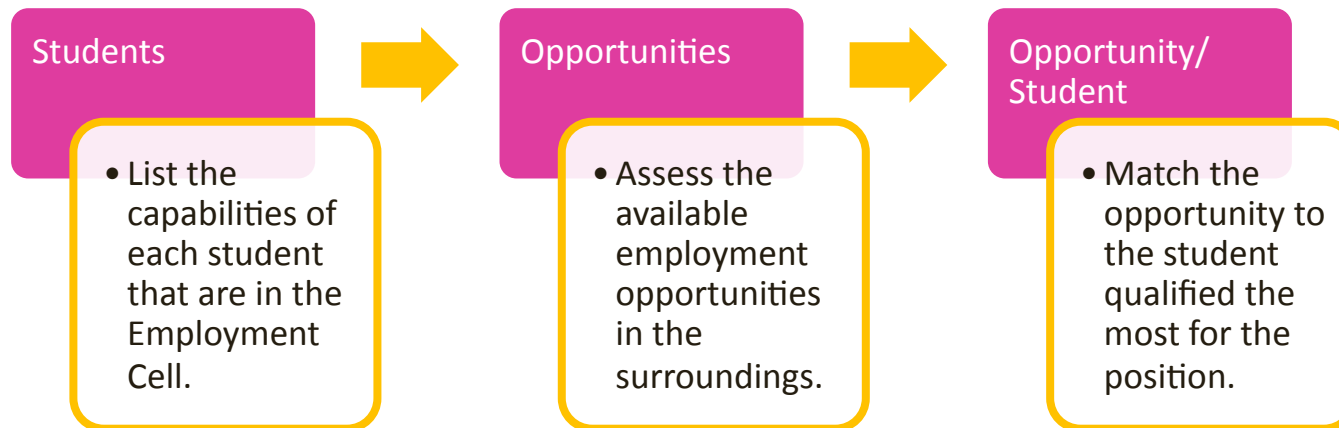 Students
• List the
capabilities of
each student
that are in the
Employment
Cell.
Opportunities
• Assess the
available
employment
opportunities
in the
surroundings.
Opportunity/
Student
• Match the
opportunity to
the student
qualified the
most for the
position.